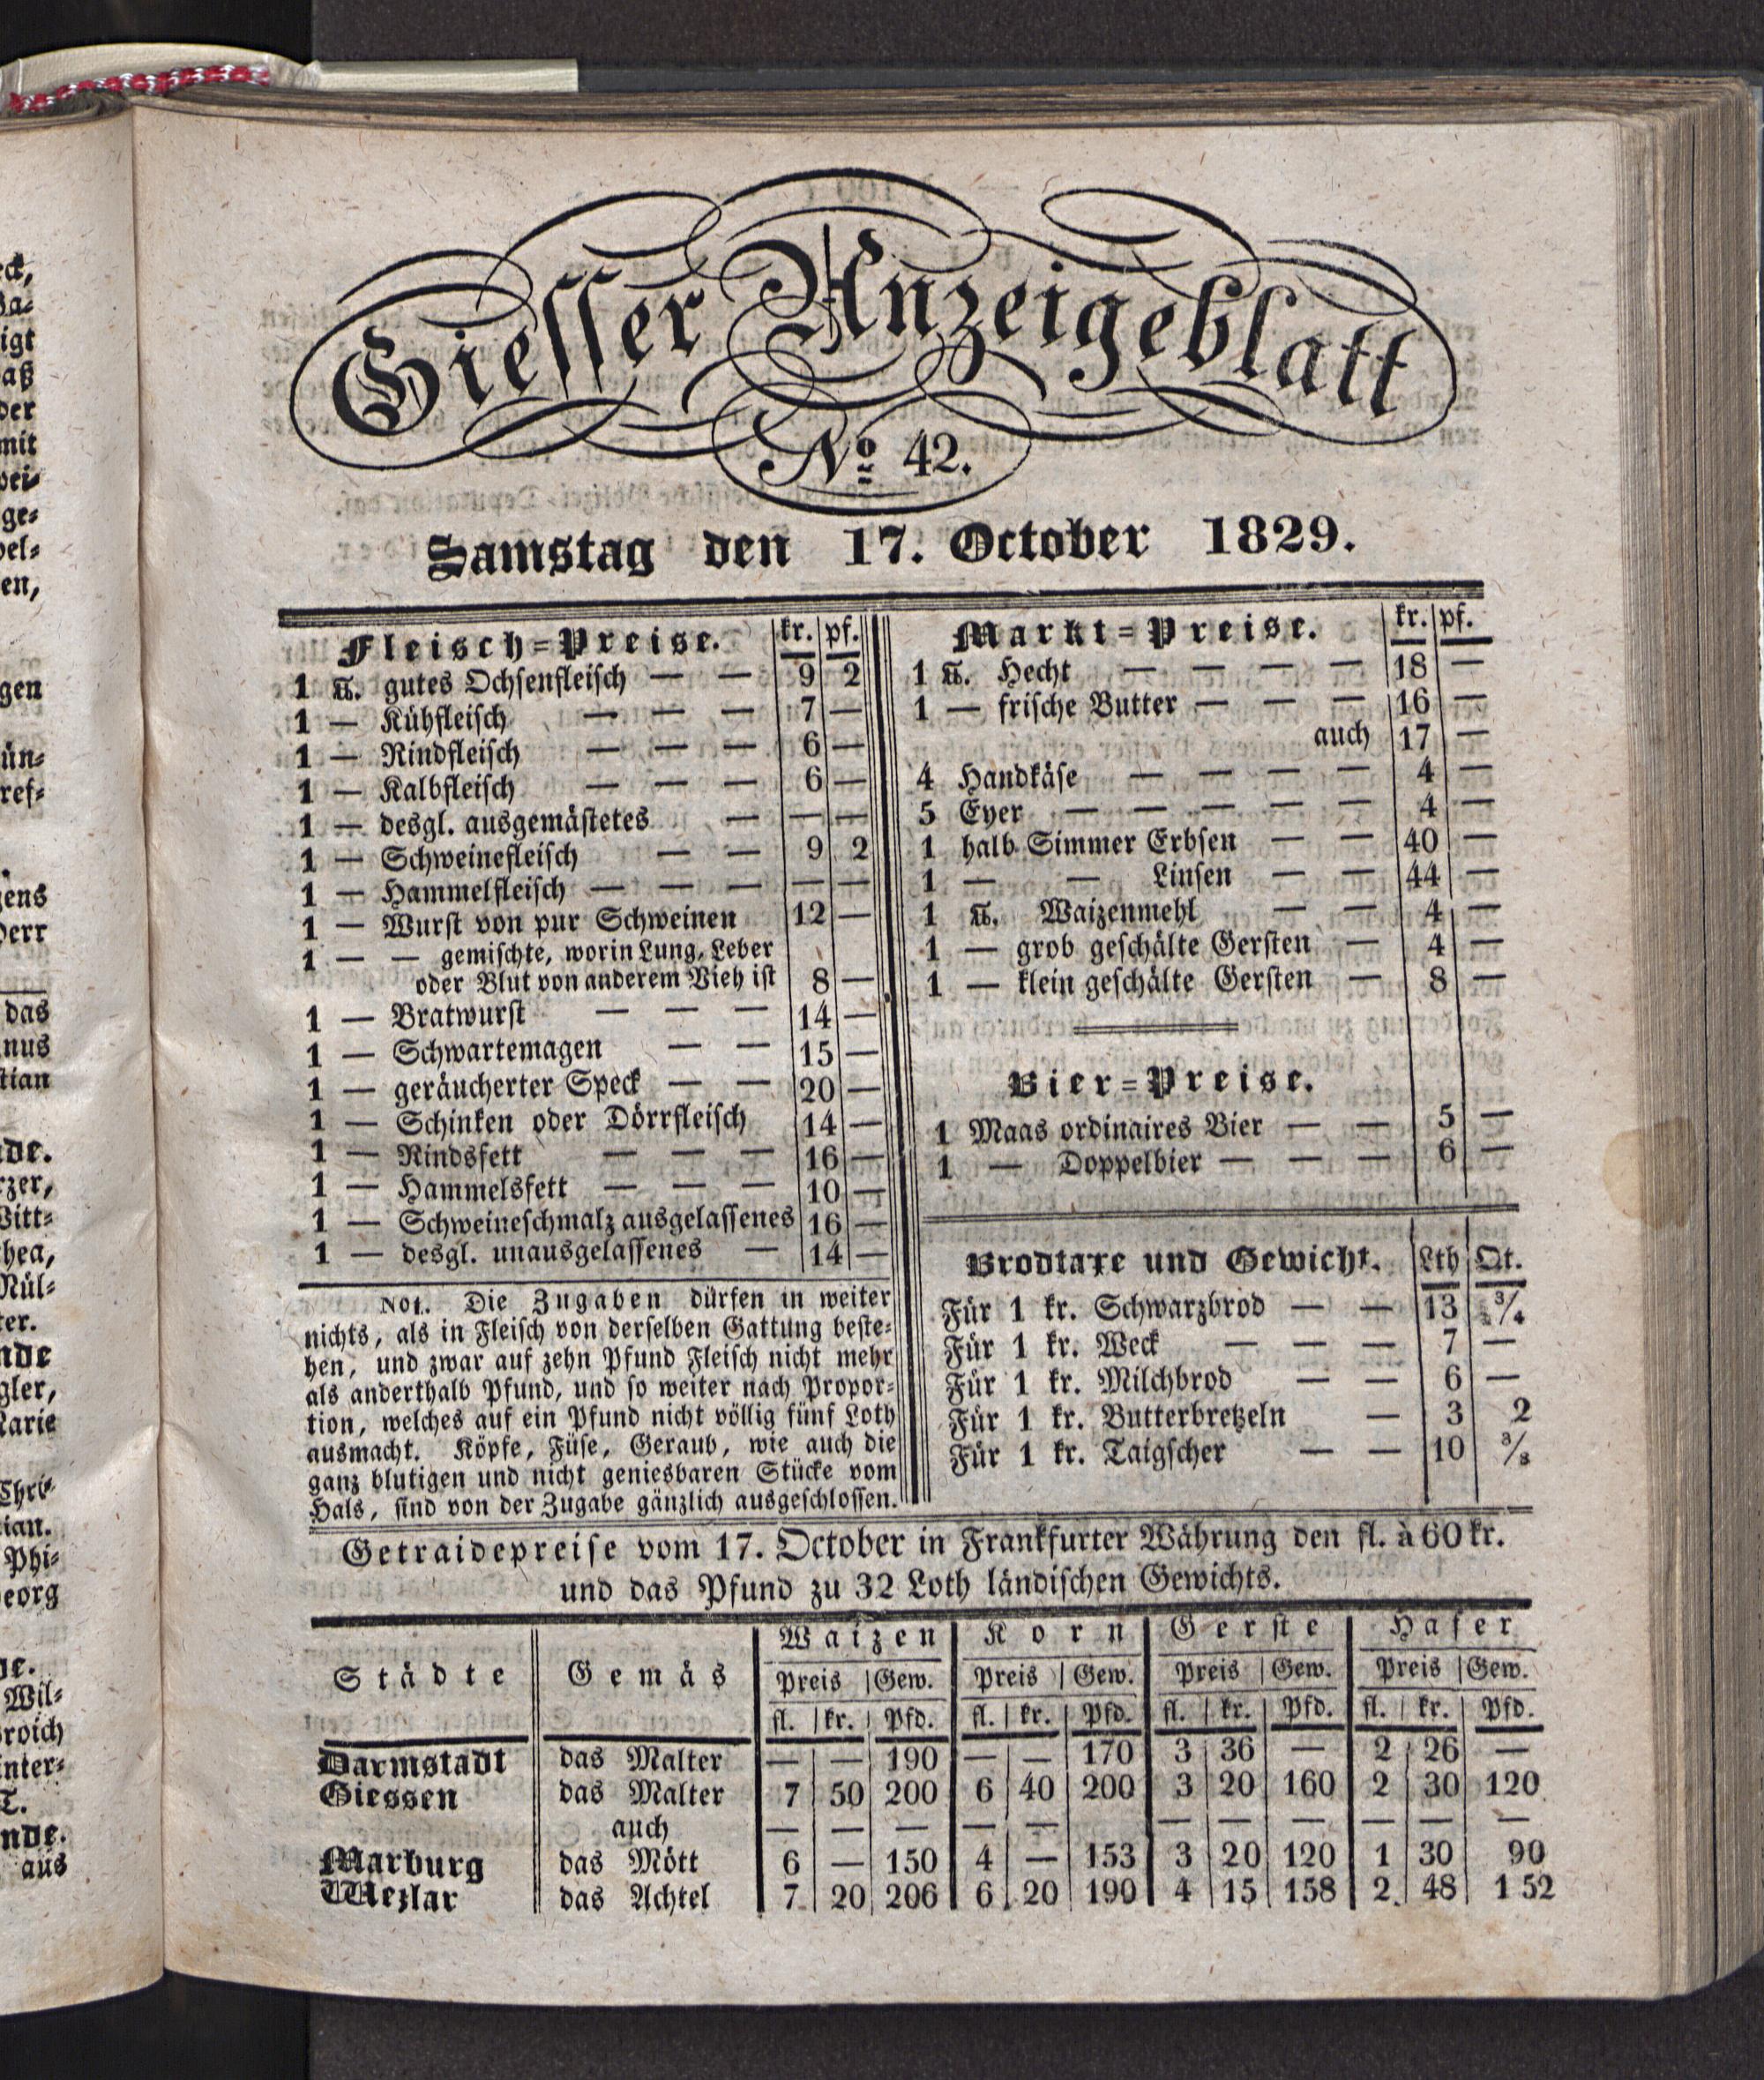 Giesser Anzeigeblatt
No 42.
Samstag den 17. October 1829.
Fleisch=Preise. kr. pf.
1 ℔. gutes Ochsenfleisch — — 9 2
1 — Kühfleisch — — — 7 —
1 — Rindfleisch — — — 6 —
1 — Kalbfleisch — — — 6 —
1 — desgl. ausgemästetes — — —
1 — Schweinefleisch — — 9 2
1 — Hammelfleisch — — — — —
1 — Wurst von pur Schweinen 12 —
1 — — gemischte, worin Lung, Leber
oder Blut von anderem Vieh ist 8 —
1 — Bratwurst — — — 14 —
1 — Schwartemagen — — 15 —
1 — geräucherter Speck — — 20 —
1 — Schinken oder Dörrfleisch 14 —
1 — Rindsfett — — — 16 —
1 — Hammelsfett — — — 10 —
1 — Schweineschmalz ausgelassenes 16 —
1 — desgl. unausgelassenes — 14 —
Not. Die Zugaben dürfen in weiter
nichts, als in Fleisch von derselben Gattung beste=
hen, und zwar auf zehn Pfund Fleisch nicht mehr
als anderthalb Pfund, und so weiter nach Propor=
tion, welches auf ein Pfund nicht völlig fünf Loth
ausmacht. Köpfe, Füse, Geraub, wie auch die
ganz blutigen und nicht geniesbaren Stücke vom
Hals, sind von der Zugabe gänzlich ausgeschlossen.
Markt=Preise. kr. pf.
1 ℔. Hecht — — — — 18 —
1 — frische Butter — — — 16 —
auch 17 —
4 Handkäse — — — — 4 —
5 Eyer — — — — — 4 —
1 halb Simmer Erbsen — — 40 —
1 — — Linsen — — 44 —
1 ℔. Waizenmehl — — 4 —
1 — grob geschälte Gersten — 4 —
1 — klein geschälte Gersten — 8 —
Bier=Preise.
1 Maas ordinaires Bier — — 5 —
1 — Doppelbier — — — 6 —
Brodtaxe und Gewicht. Lth Qt.
Für 1 kr. Schwarzbrod — — 13 3/4
Für 1 kr. Weck — — — 7 —
Für 1 kr. Milchbrod — — 6 —
Für 1 kr. Butterbretzeln — 3 2
Für 1 kr. Taigscher — — 10 3/8
Getraidepreise vom 17. October in Frankfurter Währung den fl. à 60 kr.
und das Pfund zu 32 Loth ländischen Gewichts.
Städte Gemäs Waizen Korn Gerste Hafer
Preis Gew. Preis Gew. Preis Gew. Preis Gew.
fl. kr. Pfd. fl. kr. Pfd. fl. kr. Pfd. fl. kr. Pfd.
Darmstadt das Malter — — 190 — — 170 3 36 — 2 26 —
Giessen das Malter 7 50 200 6 40 200 3 20 160 2 30 120
auch — — — — — — — — — — —
Marburg das Mött 6 — 150 4 — 153 3 20 120 1 30 90
Wezlar das Achtel 7 20 206 6 20 190 4 15 158 2 48 1 52